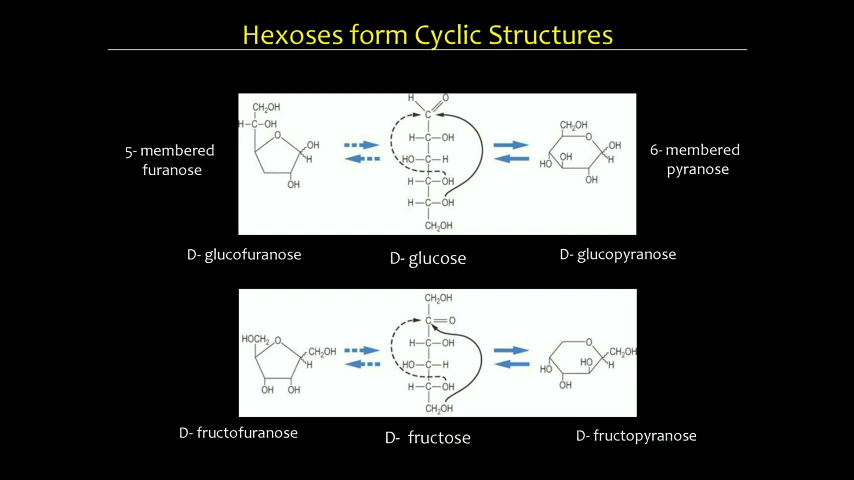 Hexoses form Cyclic Structures
5- membered
furanose
CH₂OH
H-C-OH
O
OH
H
OH
H
O
C
H-C-OH
HO-C-H
H-C-OH
H-C-OH
CH₂OH
CH₂OH
O
OH
H
OH
HO
OH
6- membered
pyranose
D- glucofuranose
D- glucose
D- glucopyranose
HOCH₂
O
CH₂OH
H
OH
OH
CH₂OH
C=O
H-C-OH
HO-C-H
H-C-OH
CH₂OH
O
CH₂OH
H
HO
HO
OH
D- fructofuranose
D- fructose
D- fructopyranose